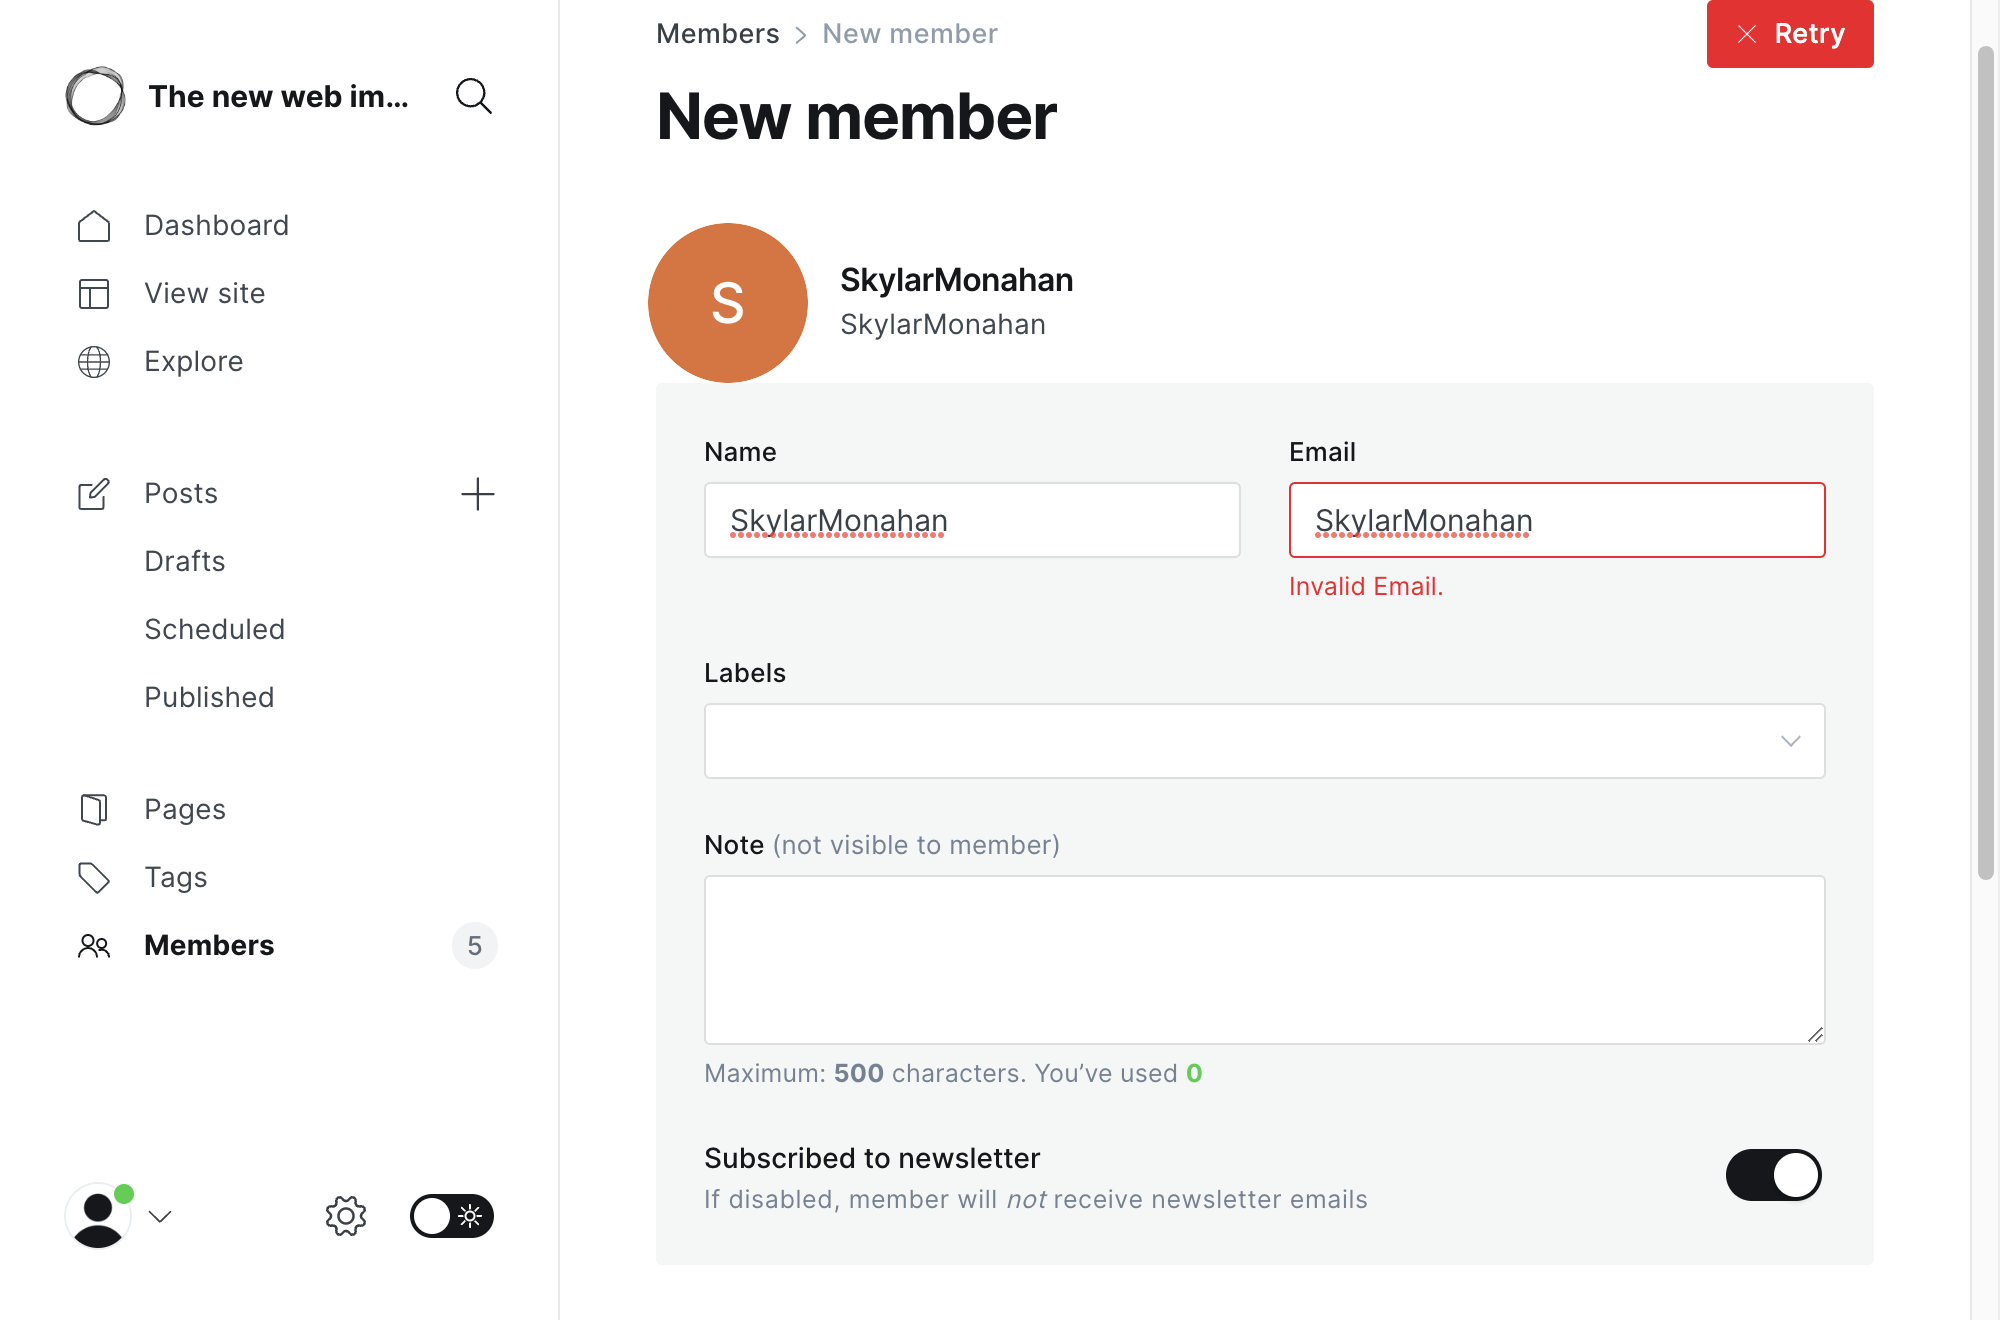 The new web im...
Dashboard
View site
Explore
Posts
Drafts
Scheduled
Published
Pages
Tags
Members 5
Members > New member
Retry
New member
S
SkylarMonahan
SkylarMonahan
Name
SkylarMonahan
Email
SkylarMonahan
Invalid Email.
Labels
Note (not visible to member)
Maximum: 500 characters. You’ve used 0
Subscribed to newsletter
If disabled, member will not receive newsletter emails